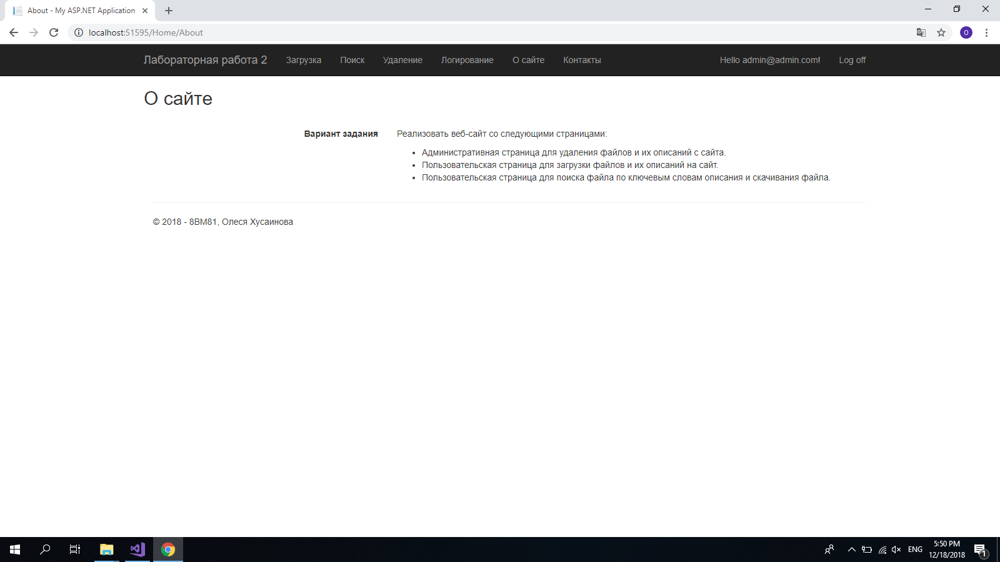 About - My ASP.NET Application
localhost:51595/Home/About
O
Лабораторная работа 2 Загрузка Поиск Удаление Логирование О сайте Контакты Hello admin@admin.com! Log off
О сайте
Вариант задания Реализовать веб-сайт со следующими страницами:
• Административная страница для удаления файлов и их описаний с сайта.
• Пользовательская страница для загрузки файлов и их описаний на сайт.
• Пользовательская страница для поиска файла по ключевым словам описания и скачивания файла.
© 2018 - 8ВМ81, Олеся Хусаинова
ENG
5:50 PM
12/18/2018
1